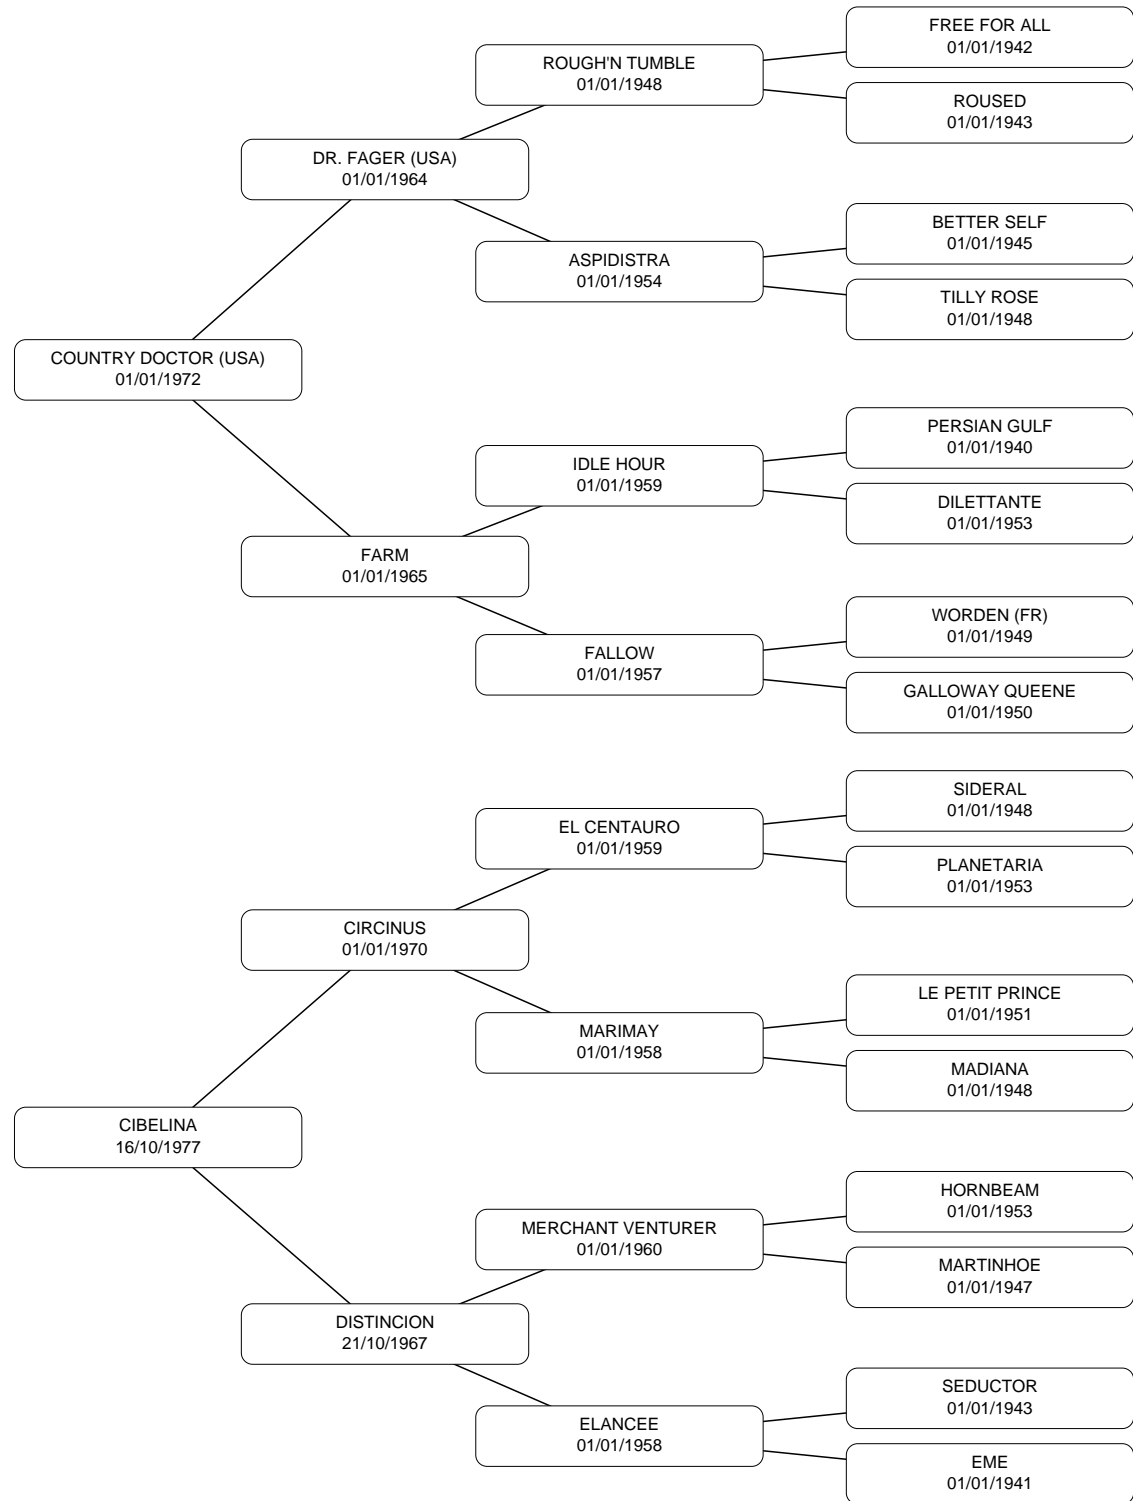 FREE FOR ALL
01/01/1942
ROUGH'N TUMBLE
01/01/1948
ROUSED
01/01/1943
DR. FAGER (USA)
01/01/1964
BETTER SELF
01/01/1945
ASPIDISTRA
01/01/1954
TILLY ROSE
01/01/1948
COUNTRY DOCTOR (USA)
01/01/1972
PERSIAN GULF
01/01/1940
IDLE HOUR
01/01/1959
DILETTANTE
01/01/1953
FARM
01/01/1965
WORDEN (FR)
01/01/1949
FALLOW
01/01/1957
GALLOWAY QUEENE
01/01/1950
SIDERAL
01/01/1948
EL CENTAURO
01/01/1959
PLANETARIA
01/01/1953
CIRCINUS
01/01/1970
LE PETIT PRINCE
01/01/1951
MARIMAY
01/01/1958
MADIANA
01/01/1948
CIBELINA
16/10/1977
HORNBEAM
01/01/1953
MERCHANT VENTURER
01/01/1960
MARTINHOE
01/01/1947
DISTINCION
21/10/1967
SEDUCTOR
01/01/1943
ELANCEE
01/01/1958
EME
01/01/1941